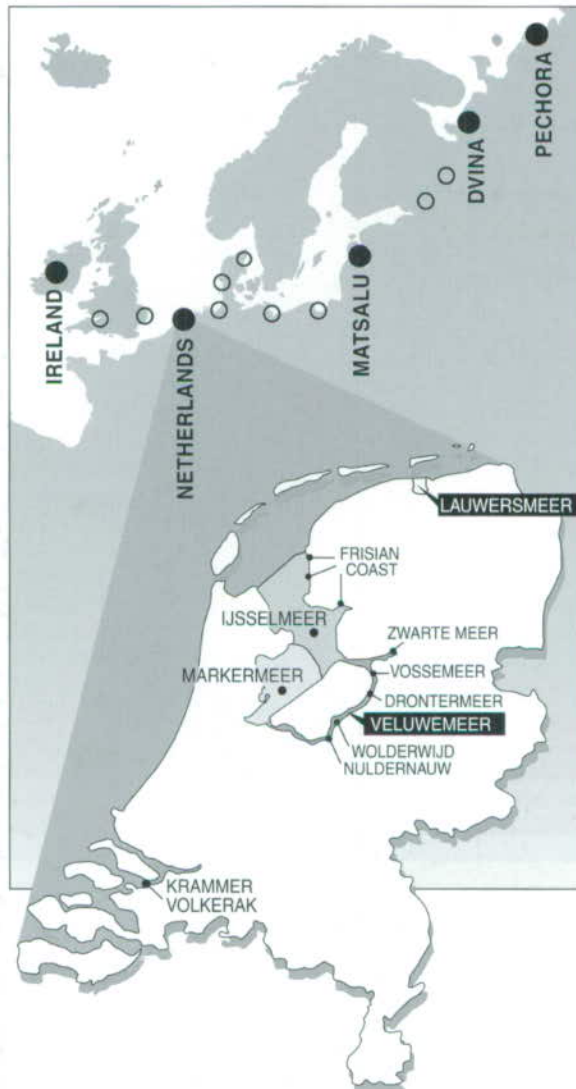 PECHORA
DVINA
MATSALU
IRELAND
NETHERLANDS
LAUWERSMEER
FRISIAN
COAST
IJSSELMEER
ZWARTE MEER
MARKERMEER
VOSSEMEER
DRONTERMEER
VELUWEMEER
WOLDERWIJD
NULDERNAUW
KRAMMER
VOLKERAK